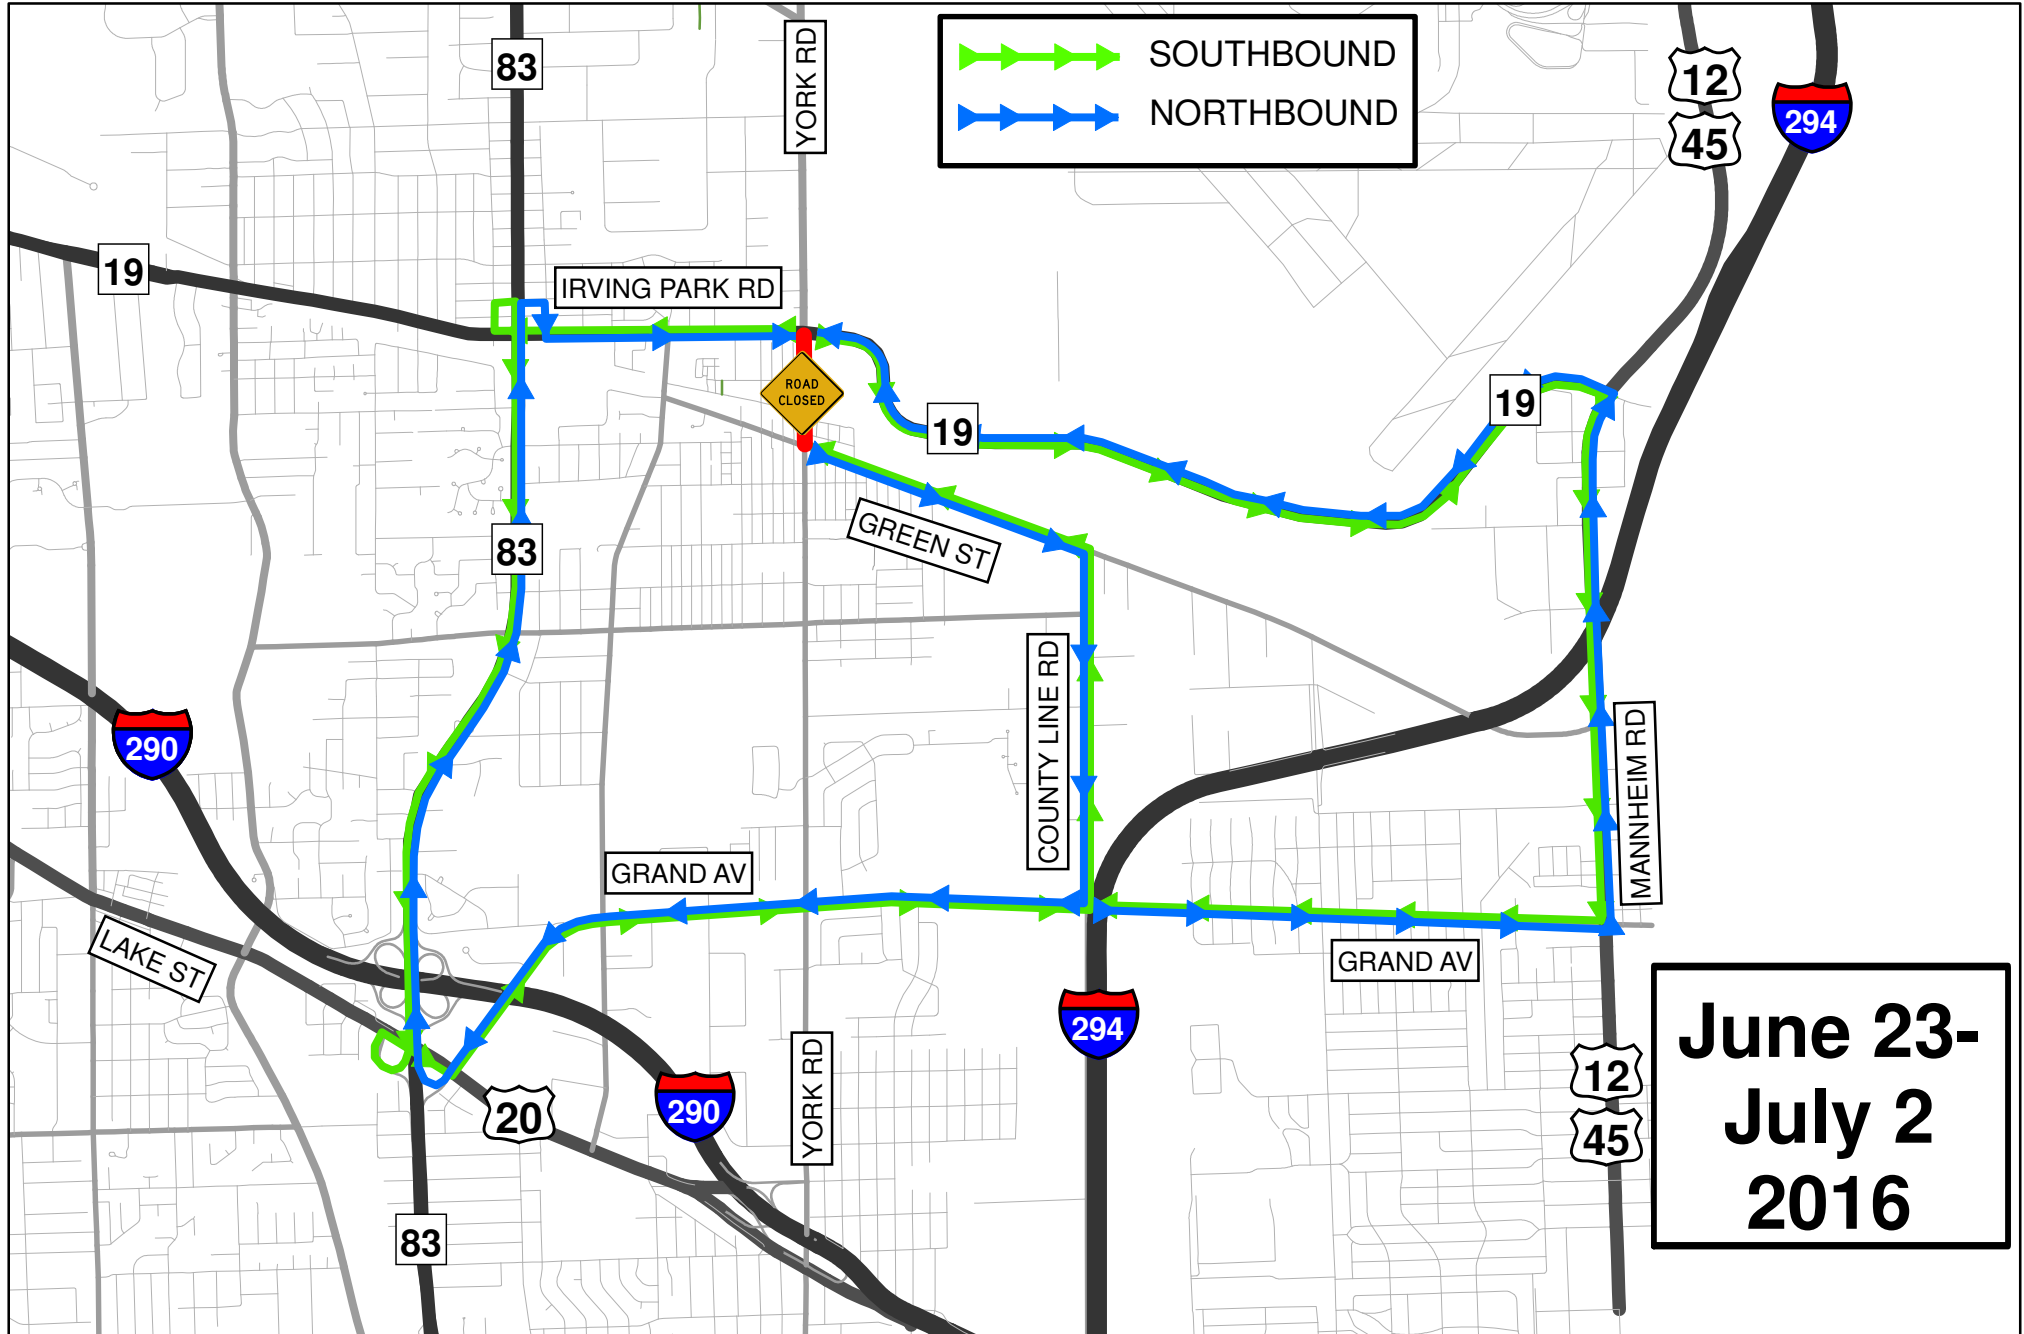 83
YORK RD
SOUTHBOUND
NORTHBOUND
12
45
294
19
IRVING PARK RD
ROAD
CLOSED
19
19
GREEN ST
83
COUNTY LINE RD
290
MANNHEIM RD
GRAND AV
LAKE ST
GRAND AV
294
YORK RD
20
290
12
45
83
June 23-
July 2
2016